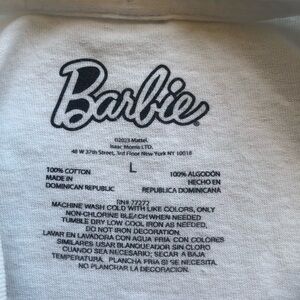 Barbie
©2023 Mattel.
Isaac Morris LTD.
48 W 37th Street, 3rd Floor New York NY 10018
L
100% COTTON
MADE IN
DOMINICAN REPUBLIC
100% ALGODÓN
HECHO EN
REPUBLICA DOMINICANA
RN# 77272
MACHINE WASH COLD WITH LIKE COLORS, ONLY
NON-CHLORINE BLEACH WHEN NEEDED
TUMBLE DRY LOW COOL IRON AS NEEDED,
DO NOT IRON DECORATION
LAVAR EN LAVADORA CON AGUA FRIA CON COLORES
SIMILARES USAR BLANQUEADOR SIN CLORO
CUANDO SEA NECESARIO; SECAR A BAJA
TEMPERATURA, PLANCHA FRIA SI SE NECESITA,
NO PLANCHAR LA DECORACION.